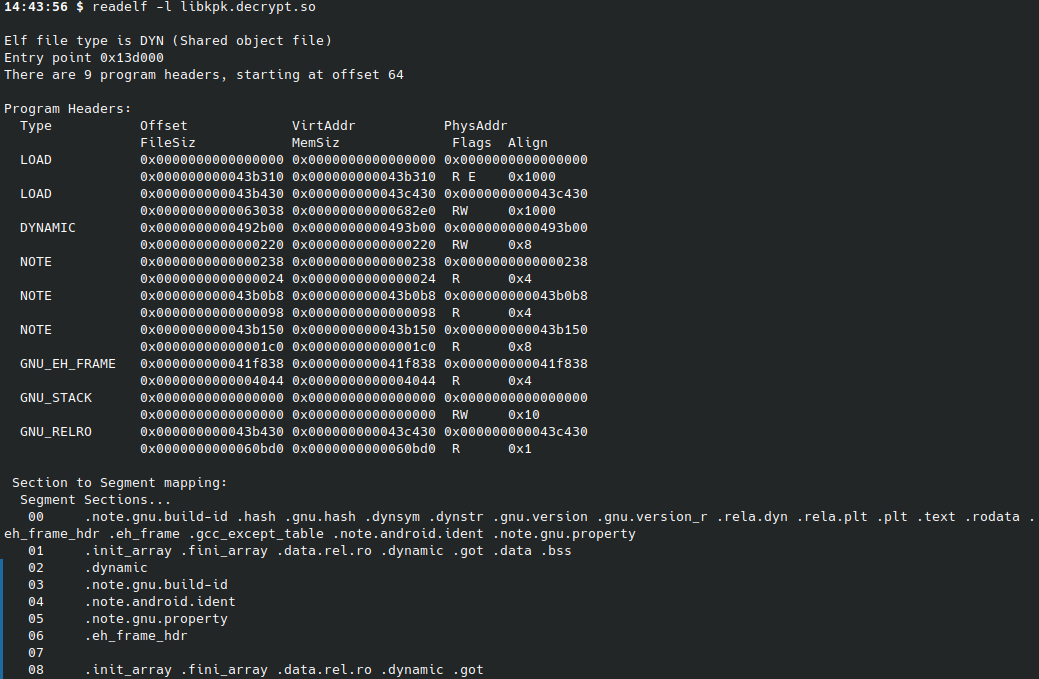 14:43:56 $ readelf -l libkpk.decrypt.so
Elf file type is DYN (Shared object file)
Entry point 0x13d000
There are 9 program headers, starting at offset 64
Program Headers:
Type Offset VirtAddr PhysAddr
FileSiz MemSiz Flags Align
LOAD 0x0000000000000000 0x0000000000000000 0x0000000000000000
0x000000000043b310 0x000000000043b310 R E 0x1000
LOAD 0x000000000043b430 0x000000000043c430 0x000000000043c430
0x0000000000063038 0x00000000000682e0 RW 0x1000
DYNAMIC 0x0000000000492b00 0x0000000000493b00 0x0000000000493b00
0x0000000000000220 0x0000000000000220 RW 0x8
NOTE 0x0000000000000238 0x0000000000000238 0x0000000000000238
0x0000000000000024 0x0000000000000024 R 0x4
NOTE 0x000000000043b0b8 0x000000000043b0b8 0x000000000043b0b8
0x0000000000000098 0x0000000000000098 R 0x4
NOTE 0x000000000043b150 0x000000000043b150 0x000000000043b150
0x00000000000001c0 0x00000000000001c0 R 0x8
GNU_EH_FRAME 0x000000000041f838 0x000000000041f838 0x000000000041f838
0x0000000000004044 0x0000000000004044 R 0x4
GNU_STACK 0x0000000000000000 0x0000000000000000 0x0000000000000000
0x0000000000000000 0x0000000000000000 RW 0x10
GNU_RELRO 0x000000000043b430 0x000000000043c430 0x000000000043c430
0x0000000000060bd0 0x0000000000060bd0 R 0x1
Section to Segment mapping:
Segment Sections...
00 .note.gnu.build-id .hash .gnu.hash .dynsym .dynstr .gnu.version .gnu.version_r .rela.dyn .rela.plt .plt .text .rodata .
eh_frame_hdr .eh_frame .gcc_except_table .note.android.ident .note.gnu.property
01 .init_array .fini_array .data.rel.ro .dynamic .got .data .bss
02 .dynamic
03 .note.gnu.build-id
04 .note.android.ident
05 .note.gnu.property
06 .eh_frame_hdr
07
08 .init_array .fini_array .data.rel.ro .dynamic .got